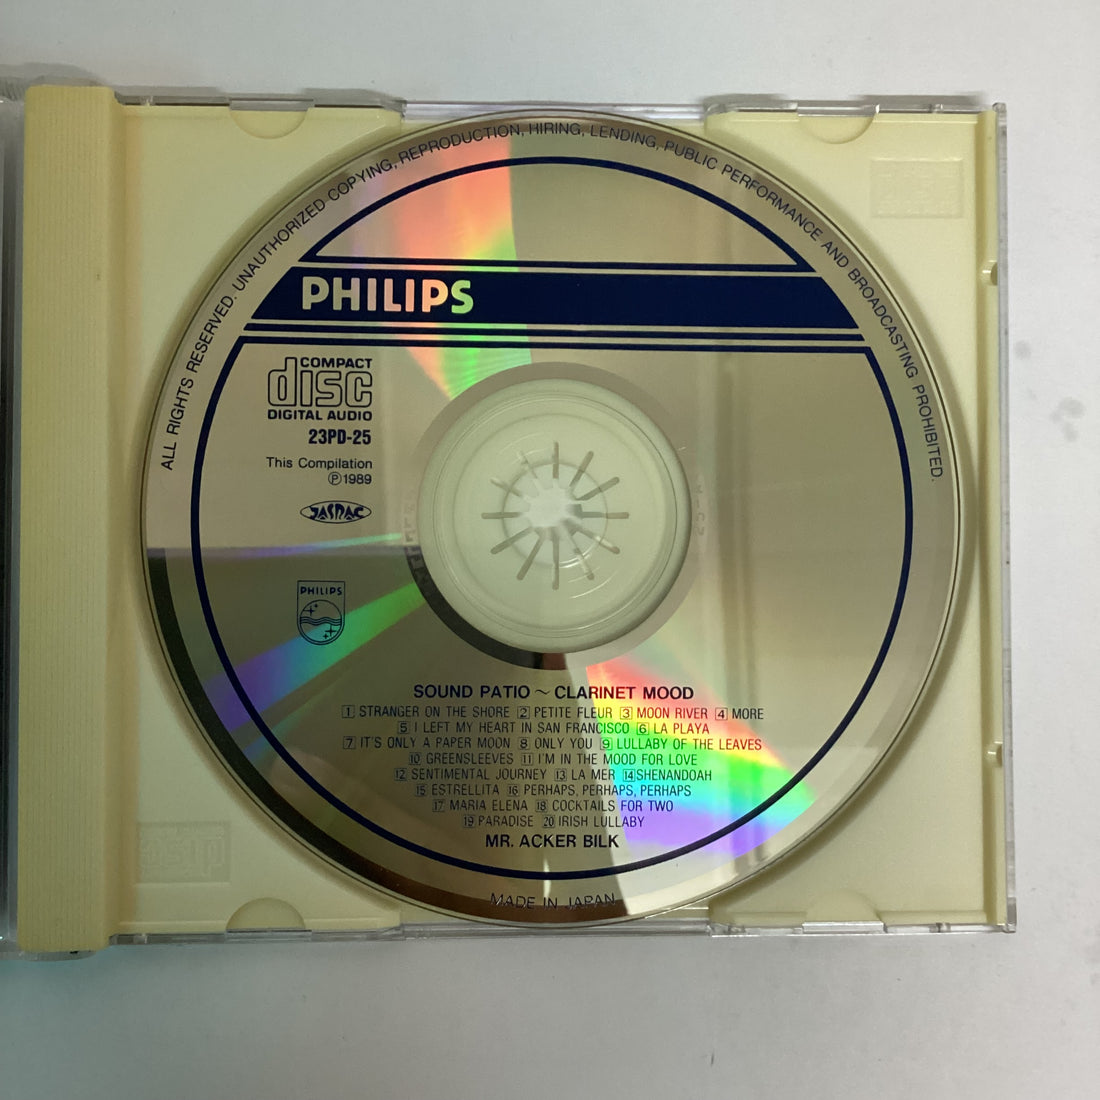 ALL RIGHTS RESERVED. UNAUTHORIZED COPYING, REPRODUCTION, HIRING, LENDING, PUBLIC PERFORMANCE AND BROADCASTING PROHIBITED.
PHILIPS
COMPACT
disc
DIGITAL AUDIO
23PD-25
This Compilation
Ⓟ1989
JASRAC
PHILIPS
SOUND PATIO ~ CLARINET MOOD
1 STRANGER ON THE SHORE 2 PETITE FLEUR 3 MOON RIVER 4 MORE
5 I LEFT MY HEART IN SAN FRANCISCO 6 LA PLAYA
7 IT'S ONLY A PAPER MOON 8 ONLY YOU 9 LULLABY OF THE LEAVES
10 GREENSLEEVES 11 I'M IN THE MOOD FOR LOVE
12 SENTIMENTAL JOURNEY 13 LA MER 14 SHENANDOAH
15 ESTRELLITA 16 PERHAPS, PERHAPS, PERHAPS
17 MARIA ELENA 18 COCKTAILS FOR TWO
19 PARADISE 20 IRISH LULLABY
MR. ACKER BILK
MADE IN JAPAN